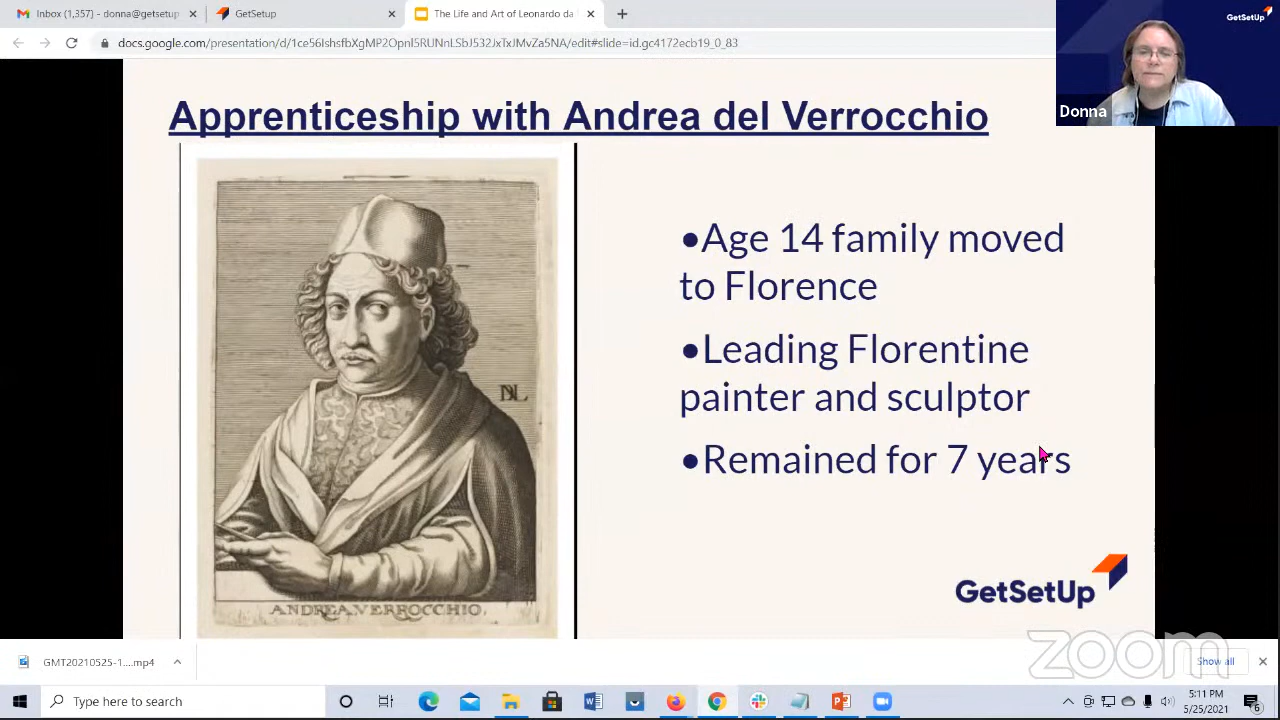 Inbox (1,357) - donna@getsetup
GetSetUp
The Life and Art of Leonardo da
docs.google.com/presentation/d/1ce56IshsfbXgMP2Opnl5RUNnLSb532JxTxJMvZa5NA/edit#slide=id.gc4172ecb19_0_83
GetSetUp
Donna
Apprenticeship with Andrea del Verrocchio
•Age 14 family moved
to Florence
•Leading Florentine
painter and sculptor
•Remained for 7 years
ANDREA VERROCCHIO.
GetSetUp
zoom
GMT20210525-1....mp4
Show all
Type here to search
5:11 PM
5/25/2021
6